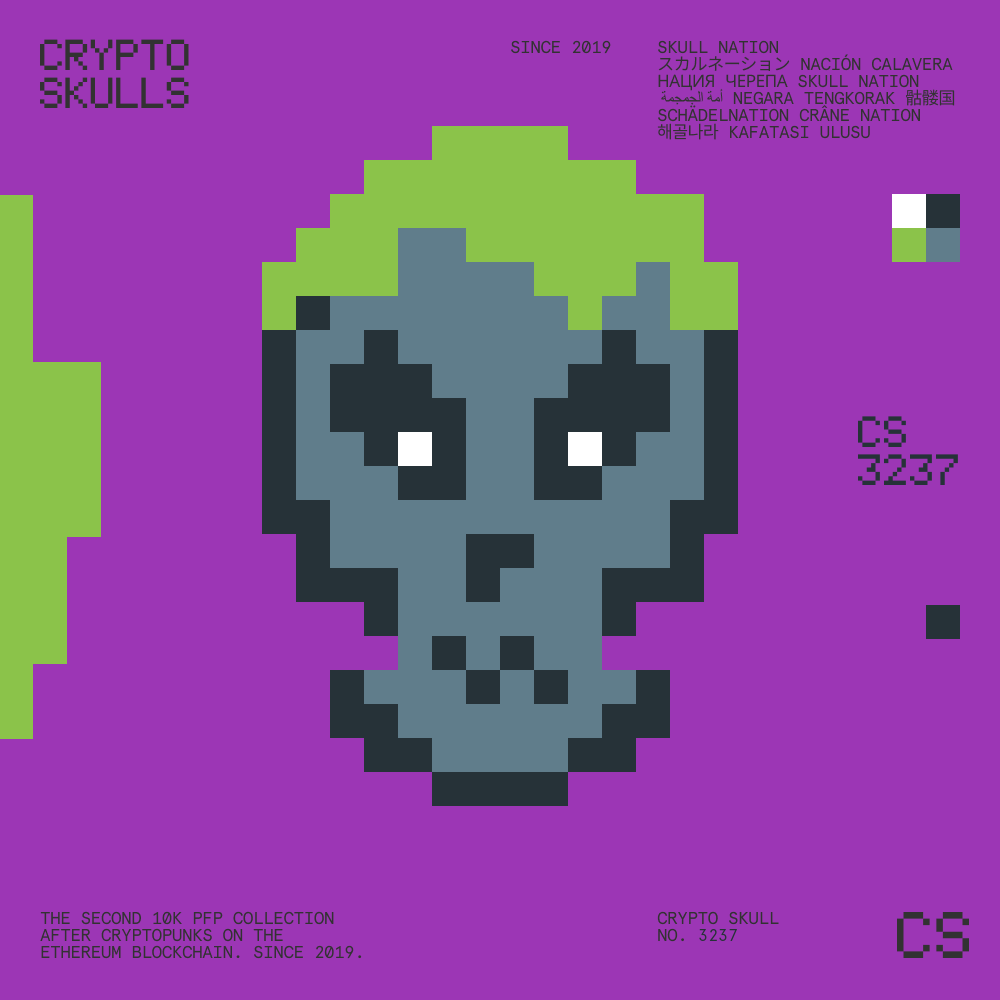 CRYPTO
SKULLS
SINCE 2019
SKULL NATION
スカルネーション NACIÓN CALAVERA
НАЦИЯ ЧЕРЕПА SKULL NATION
أمة الجمجمة NEGARA TENGKORAK 骷髅国
SCHÄDELNATION CRÂNE NATION
해골나라 KAFATASI ULUSU
CS
3237
THE SECOND 10K PFP COLLECTION
AFTER CRYPTOPUNKS ON THE
ETHEREUM BLOCKCHAIN. SINCE 2019.
CRYPTO SKULL
NO. 3237
CS